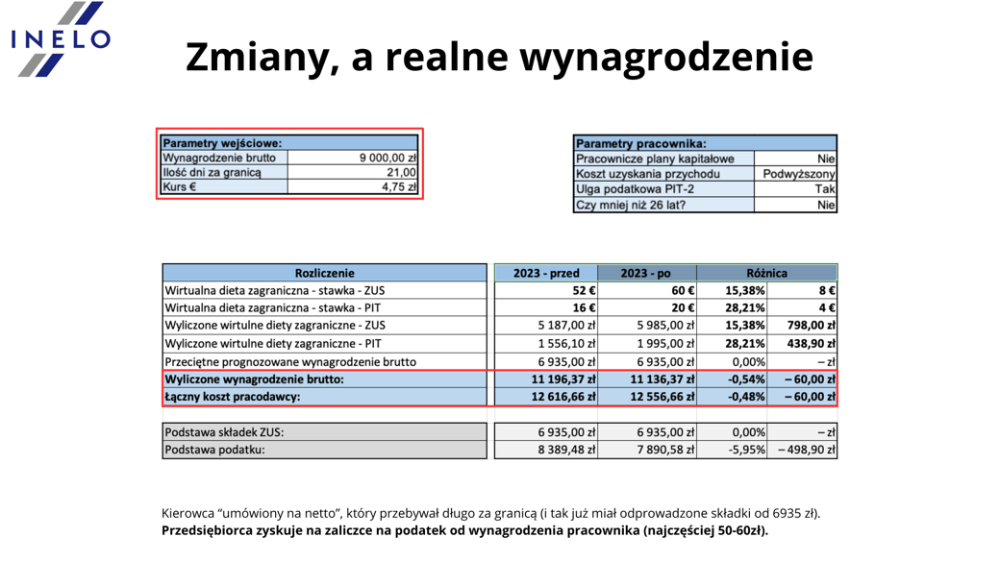 INELO
Zmiany, a realne wynagrodzenie
Parametry wejściowe:
Wynagrodzenie brutto 9 000,00 zł
Ilość dni za granicą 21,00
Kurs € 4,75 zł
Parametry pracownika:
Pracownicze plany kapitałowe Nie
Koszt uzyskania przychodu Podwyższony
Ulga podatkowa PIT-2 Tak
Czy mniej niż 26 lat? Nie
Rozliczenie 2023 - przed 2023 - po Różnica
Wirtualna dieta zagraniczna - stawka - ZUS 52 € 60 € 15,38% 8 €
Wirtualna dieta zagraniczna - stawka - PIT 16 € 20 € 28,21% 4 €
Wyliczone wirtulne diety zagraniczne - ZUS 5 187,00 zł 5 985,00 zł 15,38% 798,00 zł
Wyliczone wirtulne diety zagraniczne - PIT 1 556,10 zł 1 995,00 zł 28,21% 438,90 zł
Przeciętne prognozowane wynagrodzenie brutto 6 935,00 zł 6 935,00 zł 0,00% – zł
Wyliczone wynagrodzenie brutto: 11 196,37 zł 11 136,37 zł -0,54% – 60,00 zł
Łączny koszt pracodawcy: 12 616,66 zł 12 556,66 zł -0,48% – 60,00 zł
Podstawa składek ZUS: 6 935,00 zł 6 935,00 zł 0,00% – zł
Podstawa podatku: 8 389,48 zł 7 890,58 zł -5,95% – 498,90 zł
Kierowca “umówiony na netto”, który przebywał długo za granicą (i tak już miał odprowadzone składki od 6935 zł).
Przedsiębiorca zyskuje na zaliczce na podatek od wynagrodzenia pracownika (najczęściej 50-60zł).